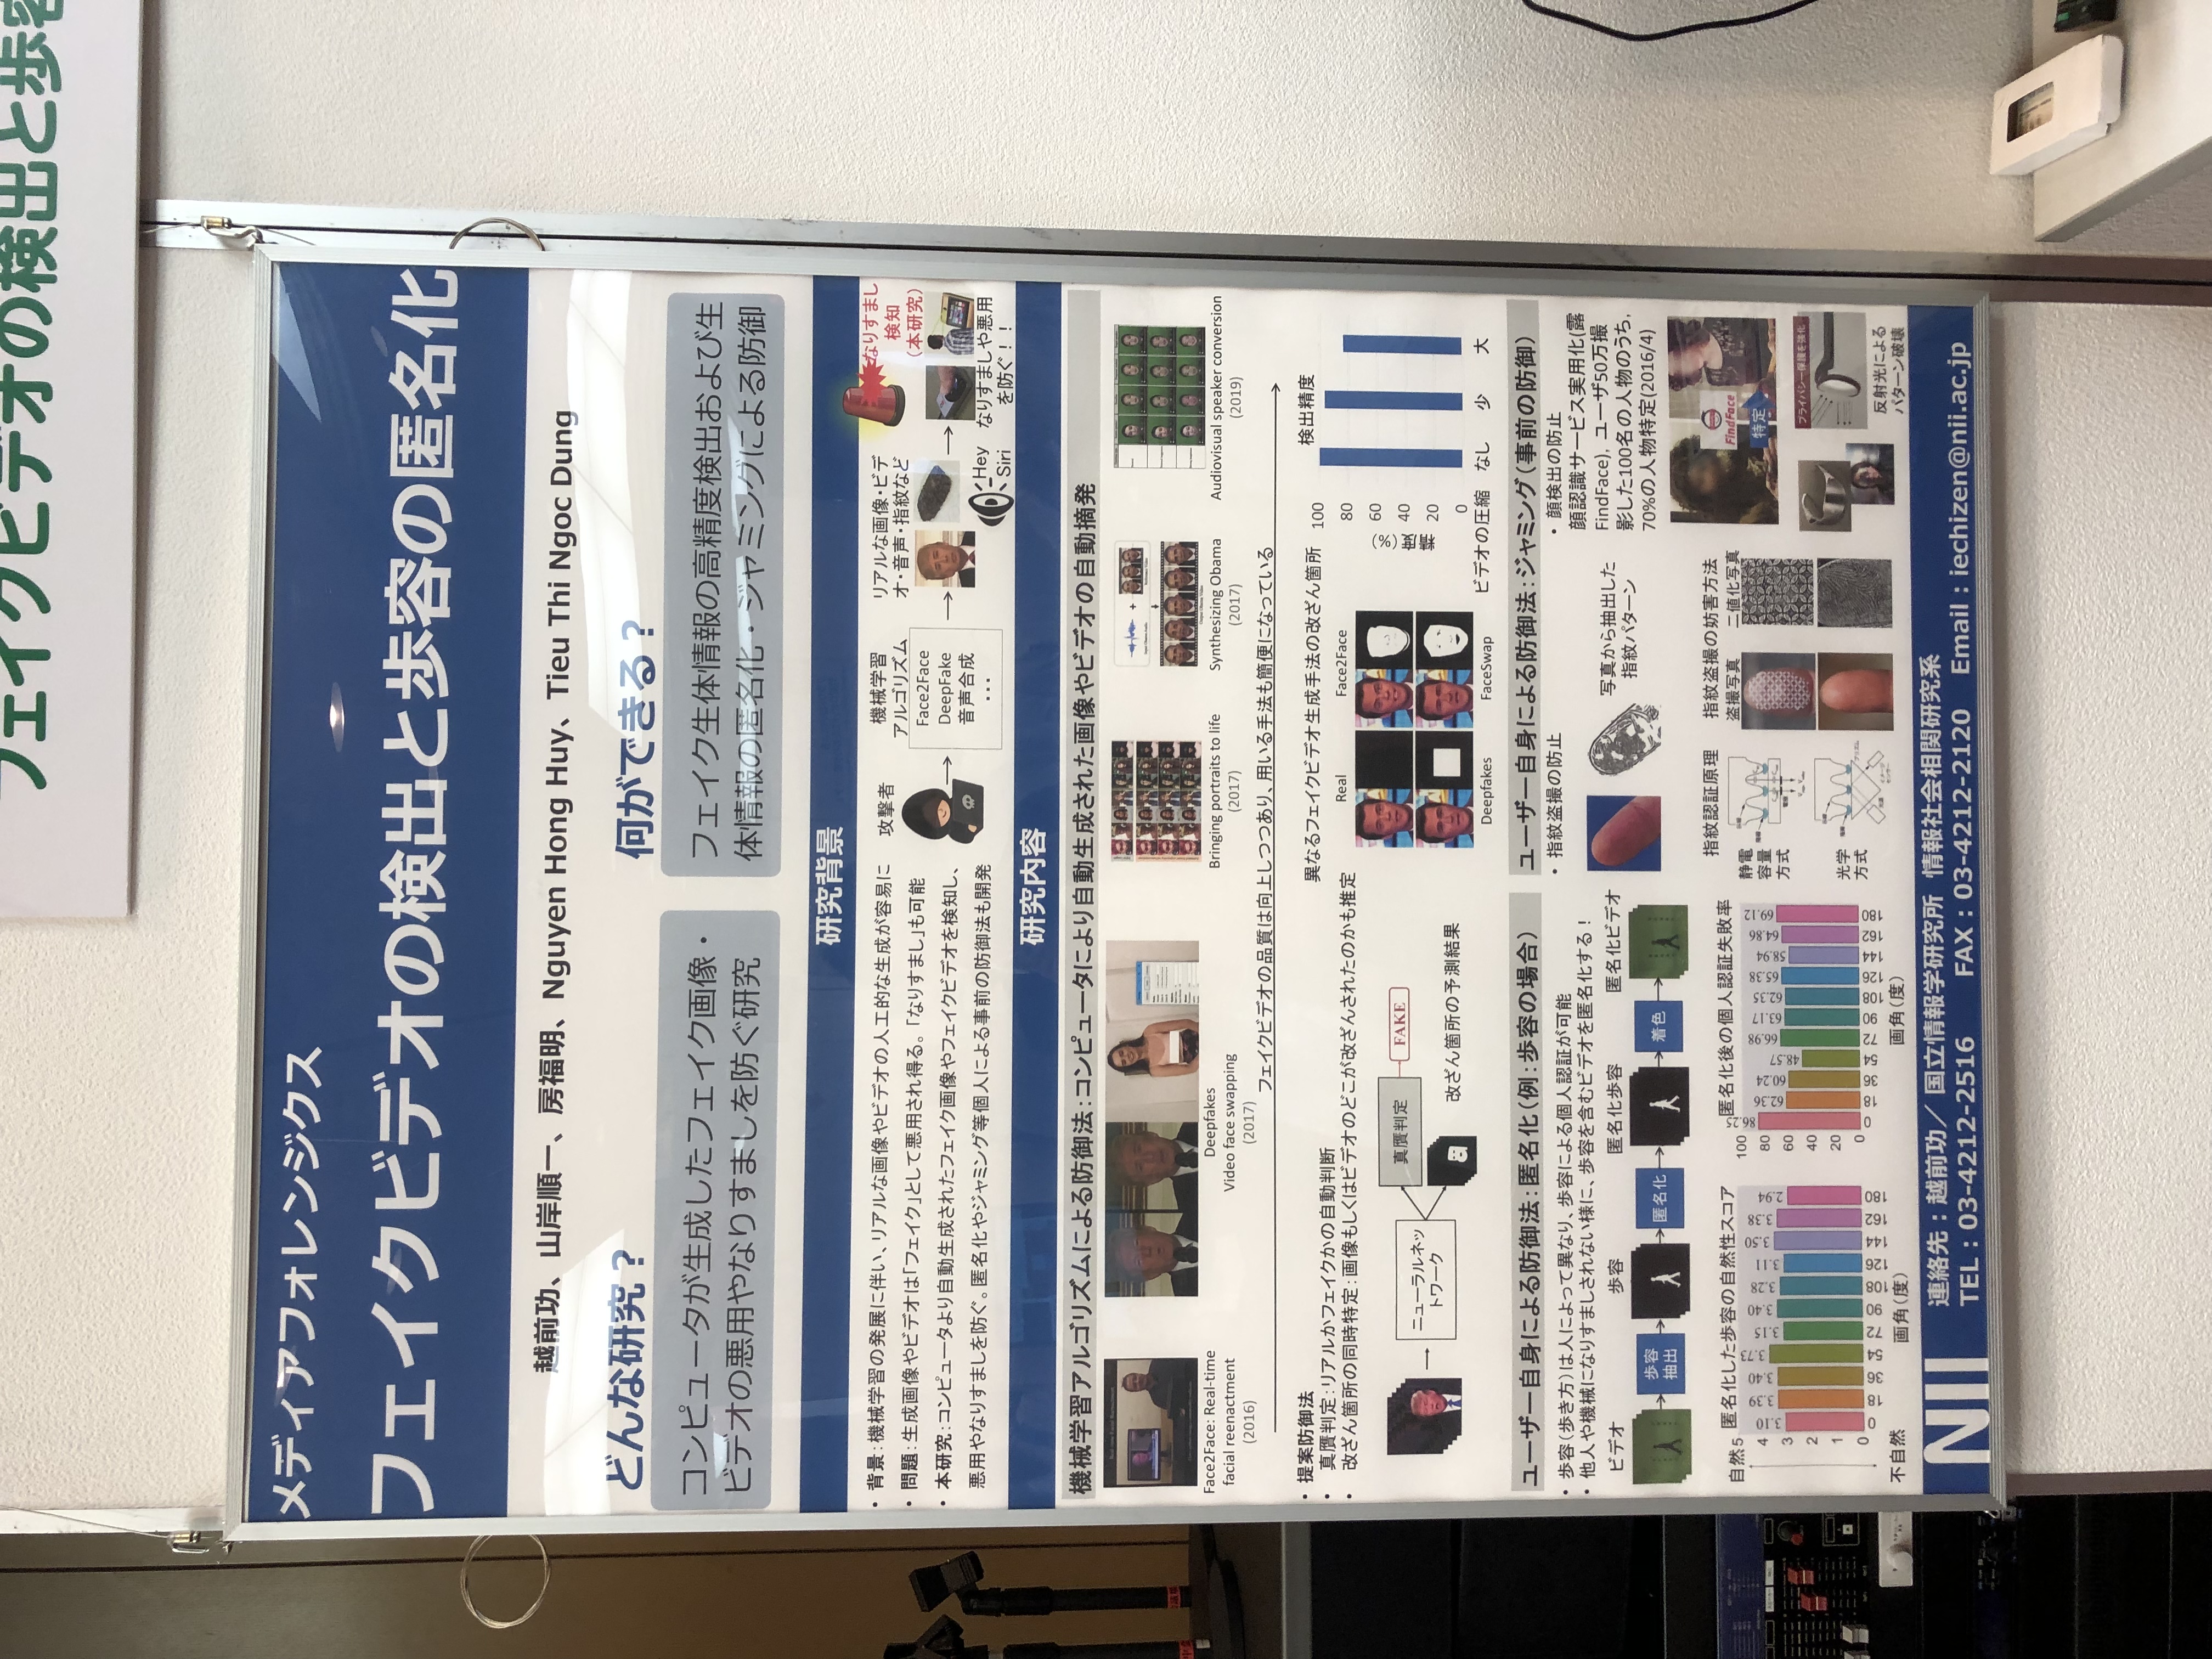 フェイクビデオの検出と歩容
メディアフォレンジクス
フェイクビデオの検出と歩容の匿名化
越前功、山岸順一、房福明、Nguyen Hong Huy、Tieu Thi Ngoc Dung
どんな研究？
コンピュータが生成したフェイク画像・
ビデオの悪用やなりすましを防ぐ研究
何ができる？
フェイク生体情報の高精度検出および生
体情報の匿名化・ジャミングによる防御
研究背景
• 背景：機械学習の発展に伴い、リアルな画像やビデオの人工的な生成が容易に
• 問題：生成画像やビデオは「フェイク」として悪用され得る。「なりすまし」も可能
• 本研究：コンピュータより自動生成されたフェイク画像やフェイクビデオを検知し、
悪用やなりすましを防ぐ。匿名化やジャミング等個人による事前の防御法も開発
攻撃者
機械学習
アルゴリズム
Face2Face
DeepFake
音声合成
...
リアルな画像・ビデ
オ・音声・指紋など
Hey
Siri
なりすまし
検知
（本研究）
なりすましや悪用
を防ぐ！！
研究内容
機械学習アルゴリズムによる防御法：コンピュータにより自動生成された画像やビデオの自動摘発
Face2Face: Real-time
facial reenactment
(2016)
Deepfakes
Video face swapping
(2017)
Bringing portraits to life
(2017)
Synthesizing Obama
(2017)
Audiovisual speaker conversion
(2019)
フェイクビデオの品質は向上しつつあり、用いる手法も簡便になっている
• 提案防御法
• 真贋判定：リアルかフェイクかの自動判断
• 改ざん箇所の同時特定：画像もしくはビデオのどこが改ざんされたのかも推定
ニューラルネッ
トワーク
真贋判定
FAKE
改ざん箇所の予測結果
異なるフェイクビデオ生成手法の改ざん箇所
Real
Face2Face
Deepfakes
FaceSwap
検出精度
精度（%）
100
80
60
40
20
0
ビデオの圧縮 なし 少 大
ユーザー自身による防御法：匿名化（例：歩容の場合）
• 歩容（歩き方）は人によって異なり、歩容による個人認証が可能
• 他人や機械になりすましされない様に、歩容を含むビデオを匿名化する！
ビデオ
歩容
匿名化歩容
匿名化ビデオ
歩容
抽出
匿名化
着色
匿名化した歩容の自然性スコア
自然 5
4
3
2
1
0
不自然
3.10 3.39 3.40 3.73 3.15 3.40 3.28 3.11 3.50 3.38 2.94
0 18 36 54 72 90 108 126 144 162 180
画角（度）
匿名化後の個人認証失敗率
100
80
60
40
20
0
86.25 62.36 60.24 48.57 66.98 63.17 62.35 65.38 58.94 64.86 69.12
0 18 36 54 72 90 108 126 144 162 180
画角（度）
ユーザー自身による防御法：ジャミング（事前の防御）
• 指紋盗撮の防止
写真から抽出した
指紋パターン
指紋認証原理
静電
容量
方式
光学
方式
指紋盗撮の妨害方法
盗撮写真
二値化写真
• 顔検出の防止
顔認識サービス実用化(露
FindFace)，ユーザ50万撮
影した100名の人物のうち，
70%の人物特定(2016/4)
FindFace
特定
プライバシー保護を強化
反射光による
パターン破壊
NII
連絡先：越前功／ 国立情報学研究所 情報社会相関研究系
TEL：03-4212-2516 FAX：03-4212-2120 Email：iechizen@nii.ac.jp